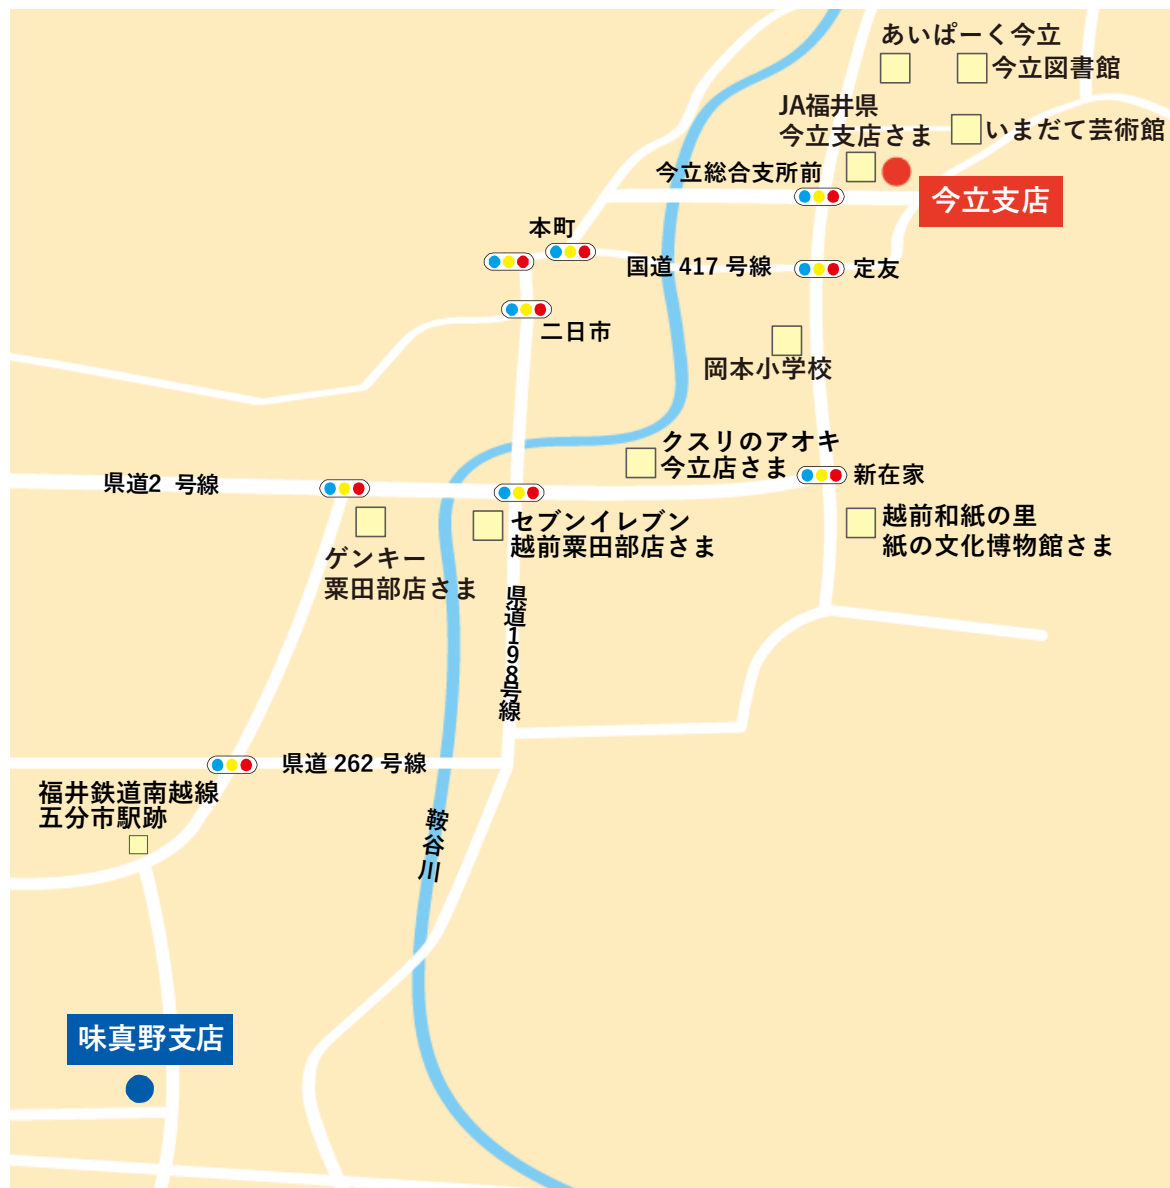 あいぱーく今立
今立図書館
JA福井県
今立支店さま
いまだて芸術館
今立総合支所前
今立支店
本町
国道 417 号線
定友
二日市
岡本小学校
クスリのアオキ
今立店さま
新在家
県道2 号線
セブンイレブン
越前粟田部店さま
越前和紙の里
紙の文化博物館さま
ゲンキー
粟田部店さま
県道198号線
県道 262 号線
福井鉄道南越線
五分市駅跡
鞍谷川
味真野支店